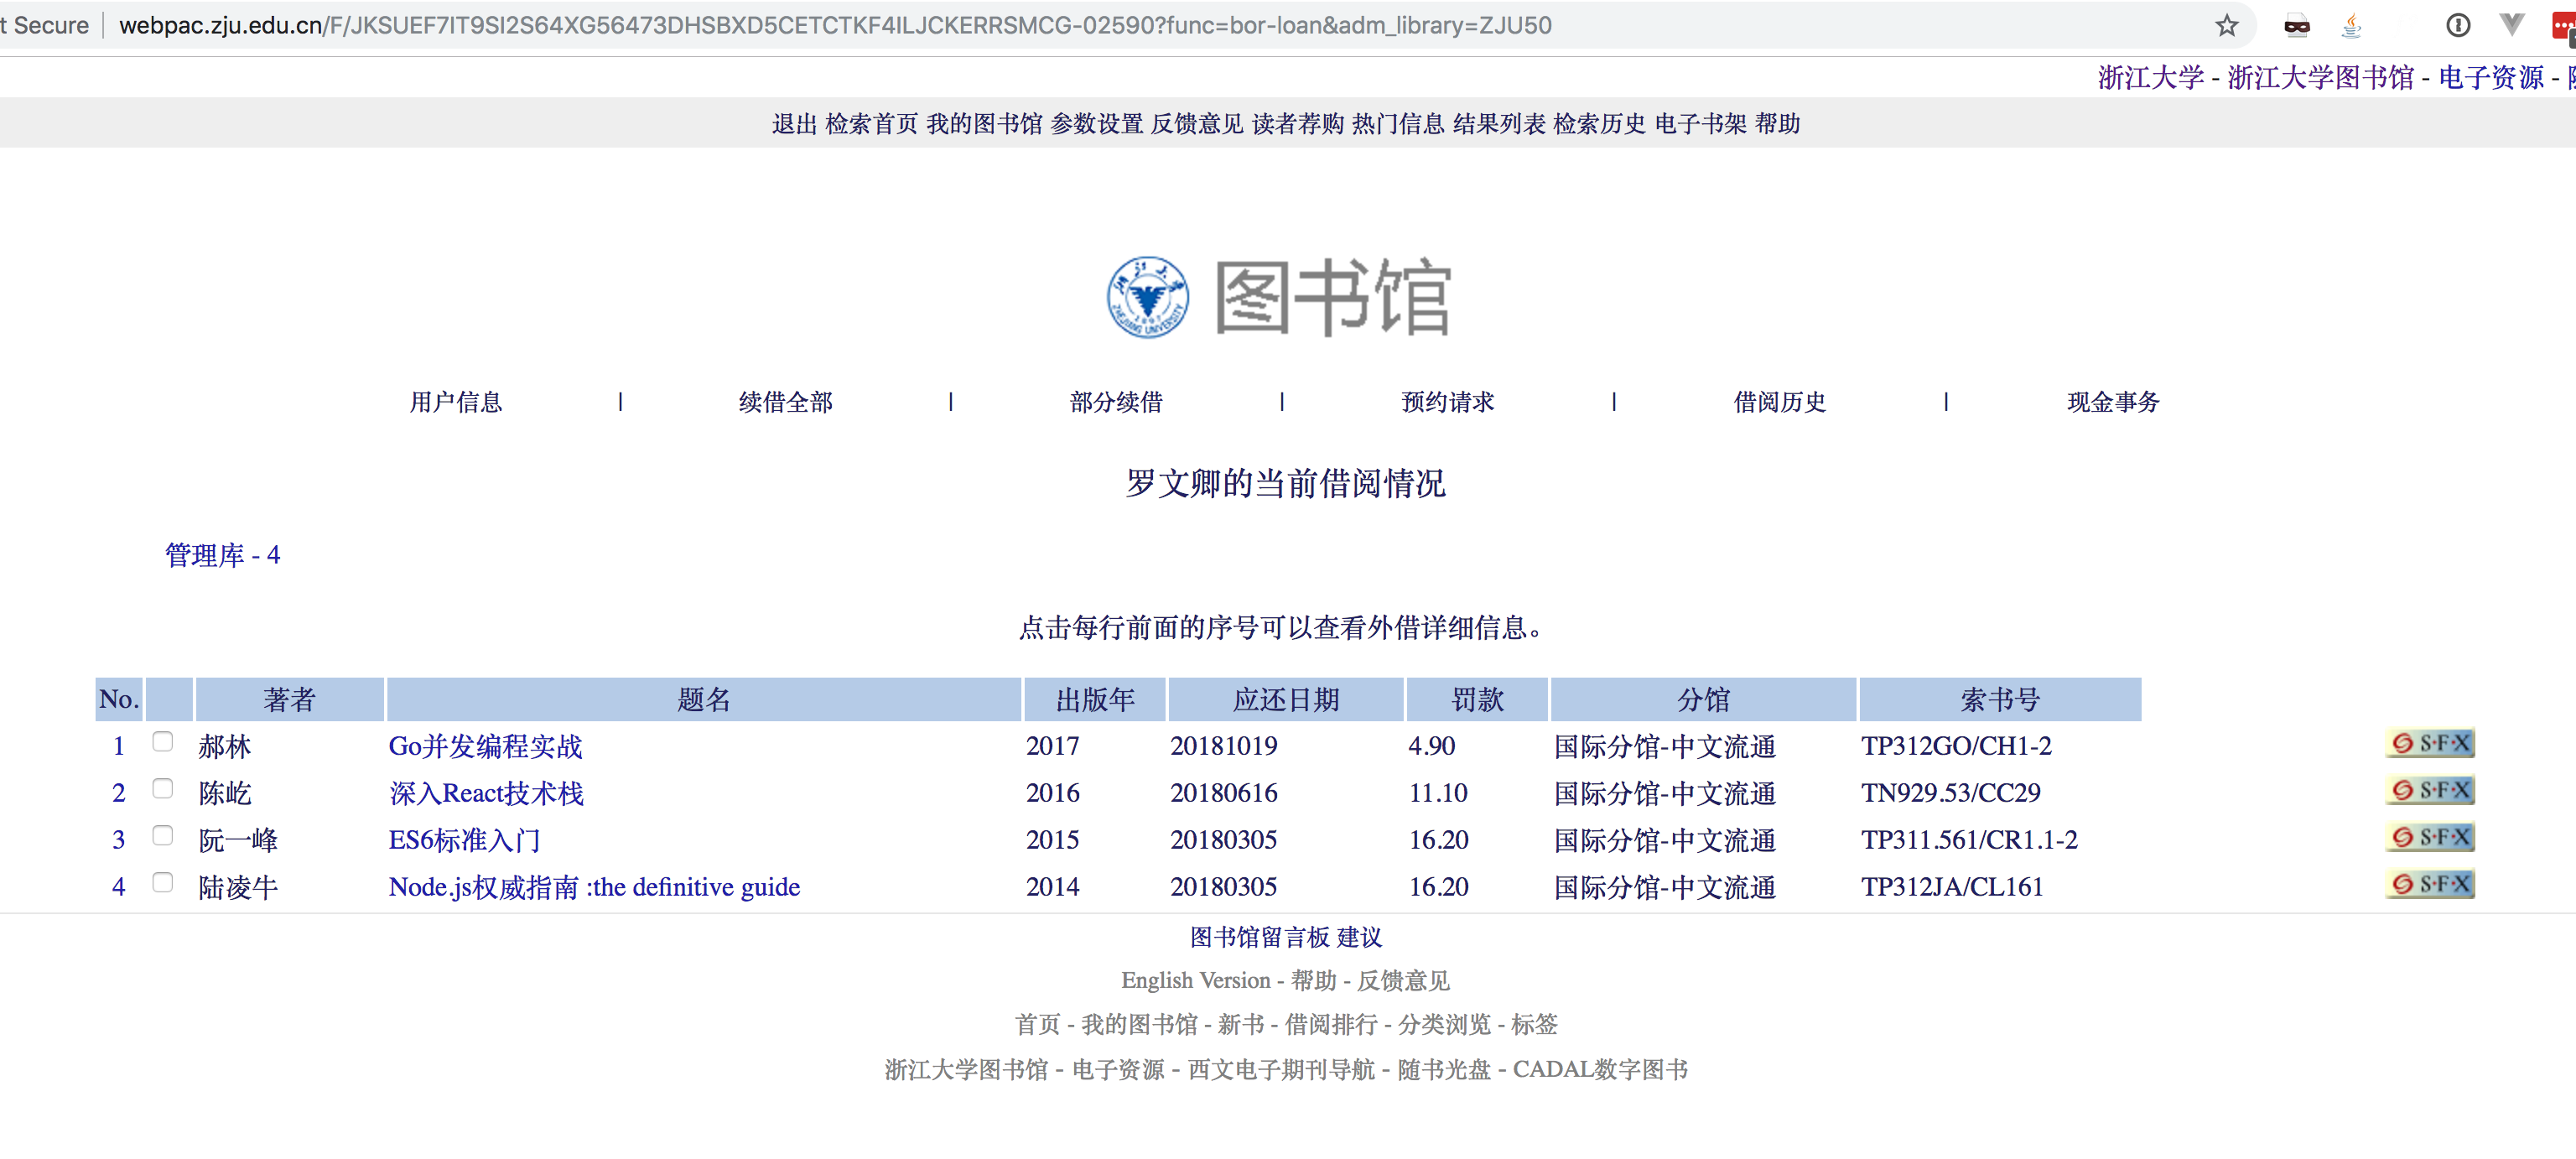 t Secure webpac.zju.edu.cn/F/JKSUEF7IT9SI2S64XG56473DHSBXD5CETCTKF4ILJCKERRSMCG-02590?func=bor-loan&adm_library=ZJU50
浙江大学 - 浙江大学图书馆 - 电子资源 -
退出 检索首页 我的图书馆 参数设置 反馈意见 读者荐购 热门信息 结果列表 检索历史 电子书架 帮助
图书馆
ZHEJIANG UNIVERSITY
1897
用户信息 | 续借全部 | 部分续借 | 预约请求 | 借阅历史 | 现金事务
罗文卿的当前借阅情况
管理库 - 4
点击每行前面的序号可以查看外借详细信息。
No. 著者 题名 出版年 应还日期 罚款 分馆 索书号
1 郝林 Go并发编程实战 2017 20181019 4.90 国际分馆-中文流通 TP312GO/CH1-2 S·F·X
2 陈屹 深入React技术栈 2016 20180616 11.10 国际分馆-中文流通 TN929.53/CC29 S·F·X
3 阮一峰 ES6标准入门 2015 20180305 16.20 国际分馆-中文流通 TP311.561/CR1.1-2 S·F·X
4 陆凌牛 Node.js权威指南 :the definitive guide 2014 20180305 16.20 国际分馆-中文流通 TP312JA/CL161 S·F·X
图书馆留言板 建议
English Version - 帮助 - 反馈意见
首页 - 我的图书馆 - 新书 - 借阅排行 - 分类浏览 - 标签
浙江大学图书馆 - 电子资源 - 西文电子期刊导航 - 随书光盘 - CADAL数字图书